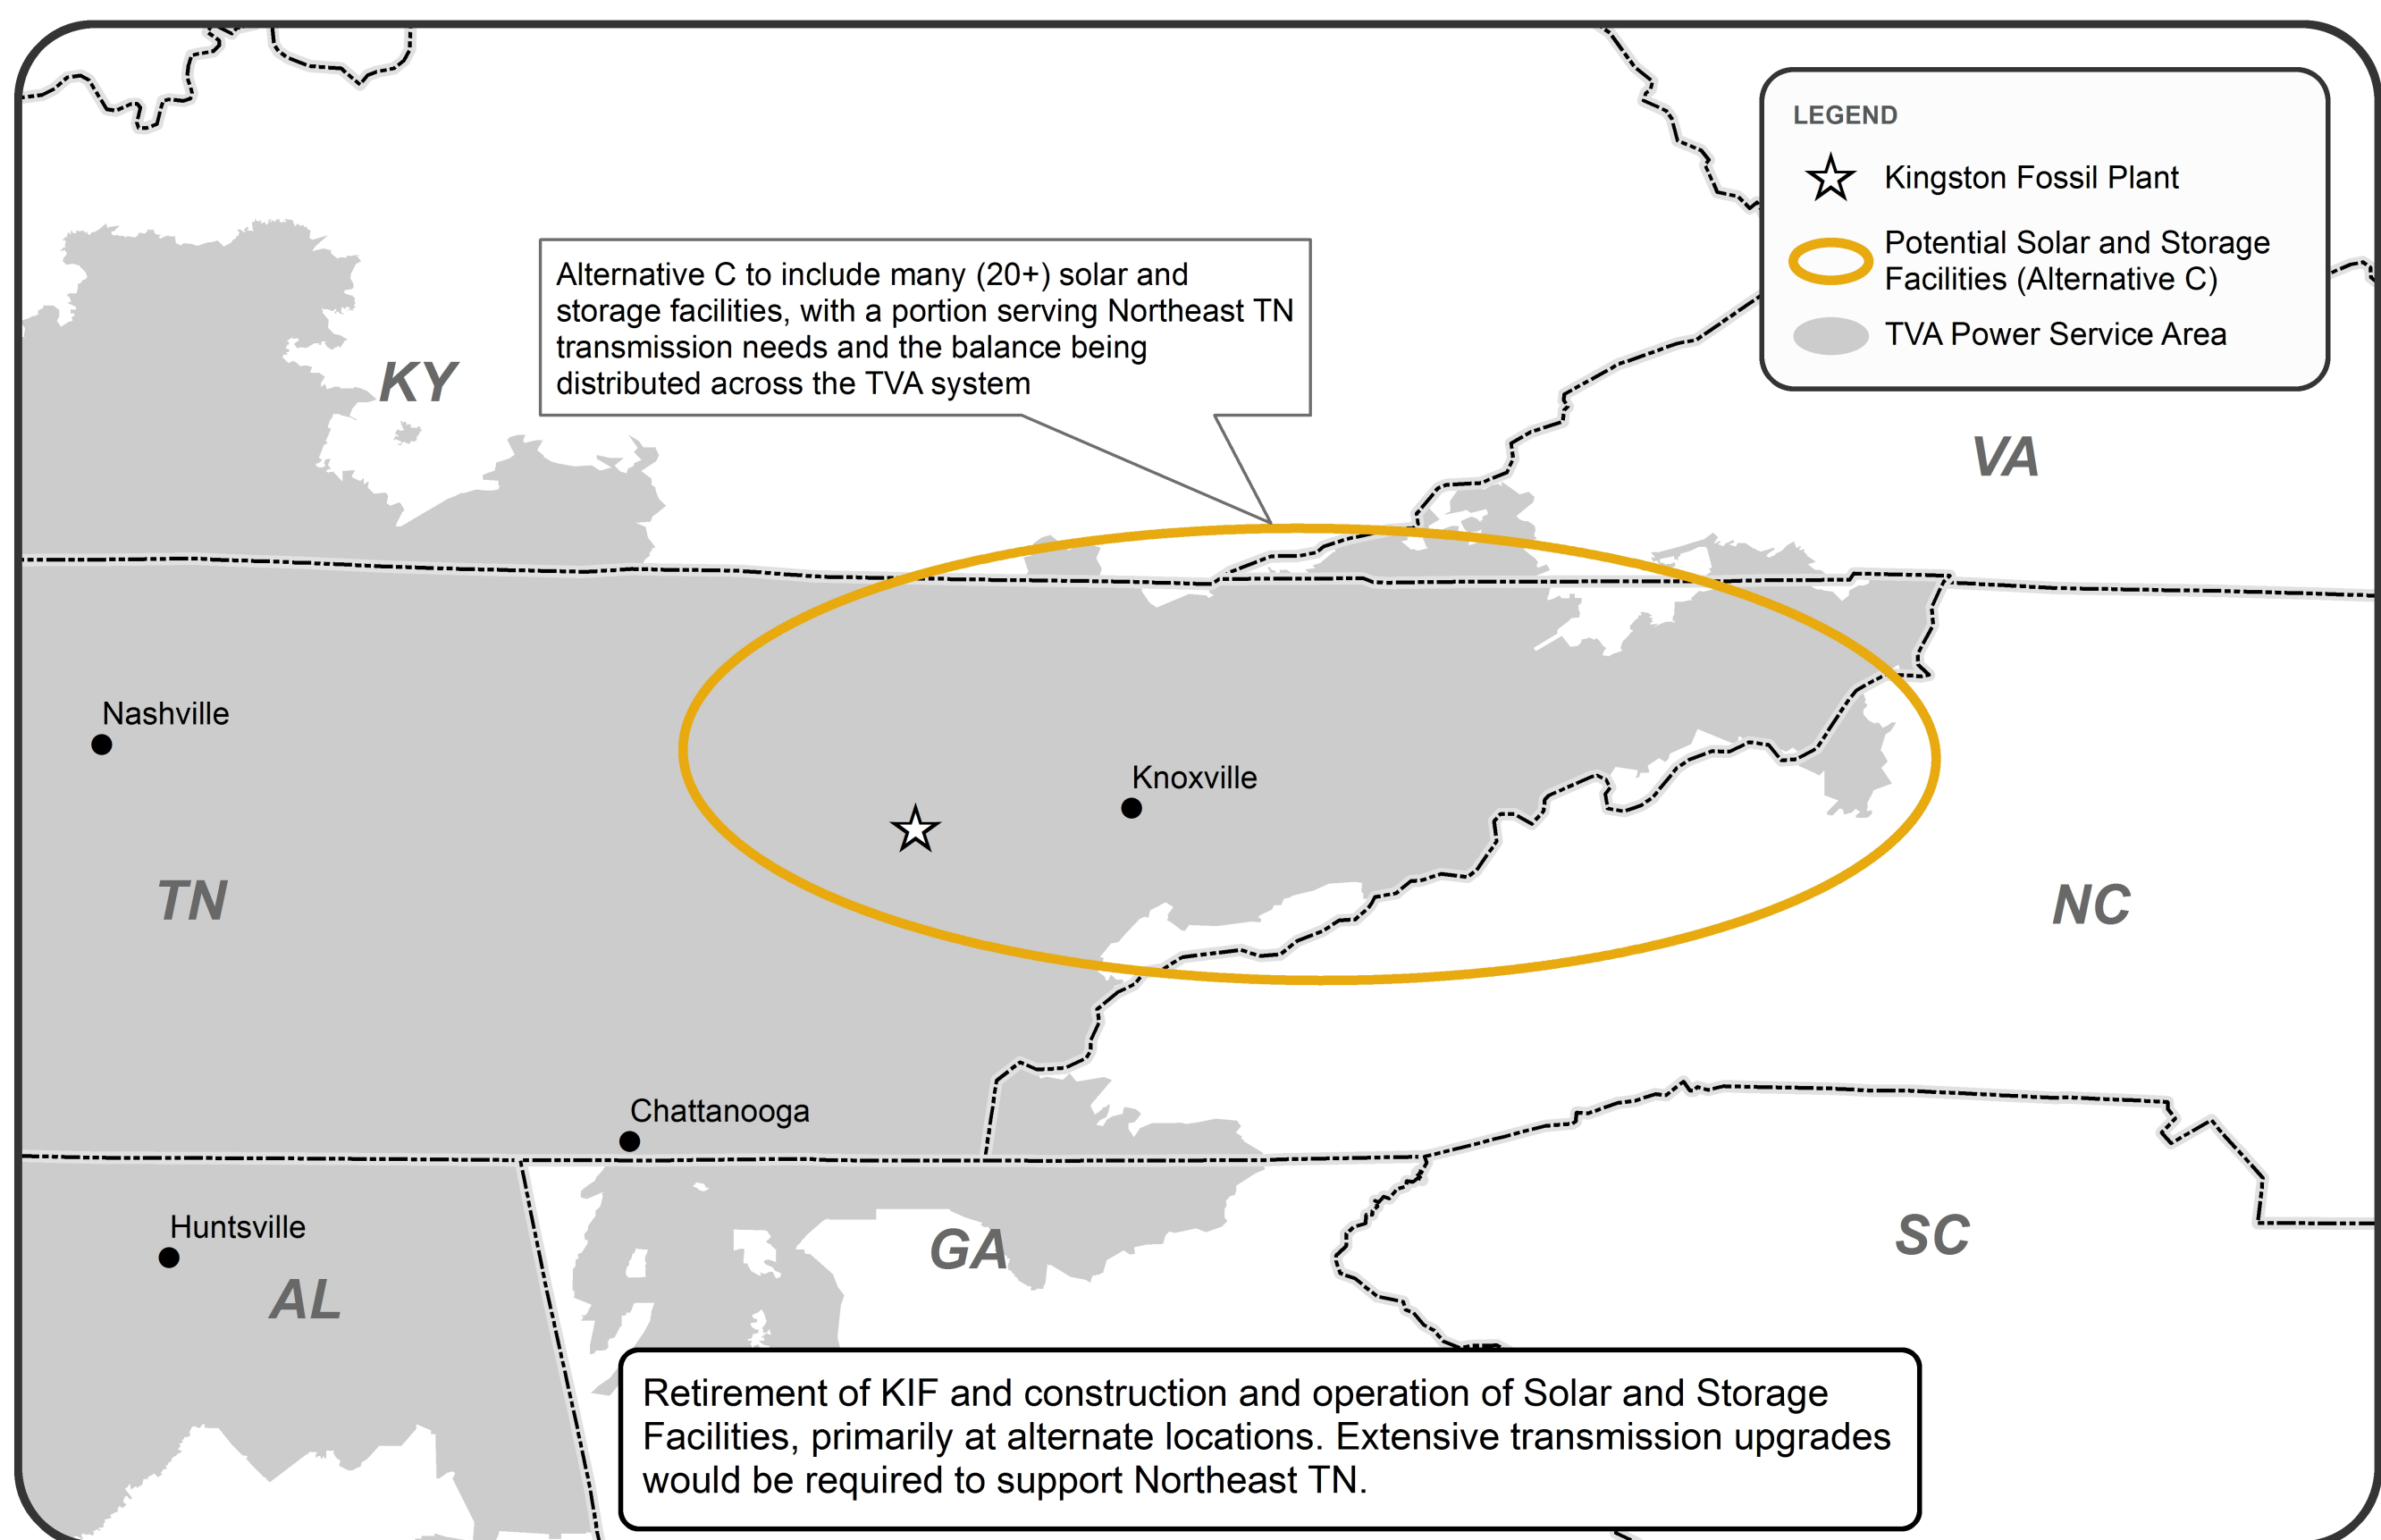 LEGEND
Kingston Fossil Plant
Potential Solar and Storage
Facilities (Alternative C)
TVA Power Service Area
Alternative C to include many (20+) solar and
storage facilities, with a portion serving Northeast TN
transmission needs and the balance being
distributed across the TVA system
KY
VA
Nashville
Knoxville
TN
NC
Chattanooga
Huntsville
GA
SC
AL
Retirement of KIF and construction and operation of Solar and Storage
Facilities, primarily at alternate locations. Extensive transmission upgrades
would be required to support Northeast TN.